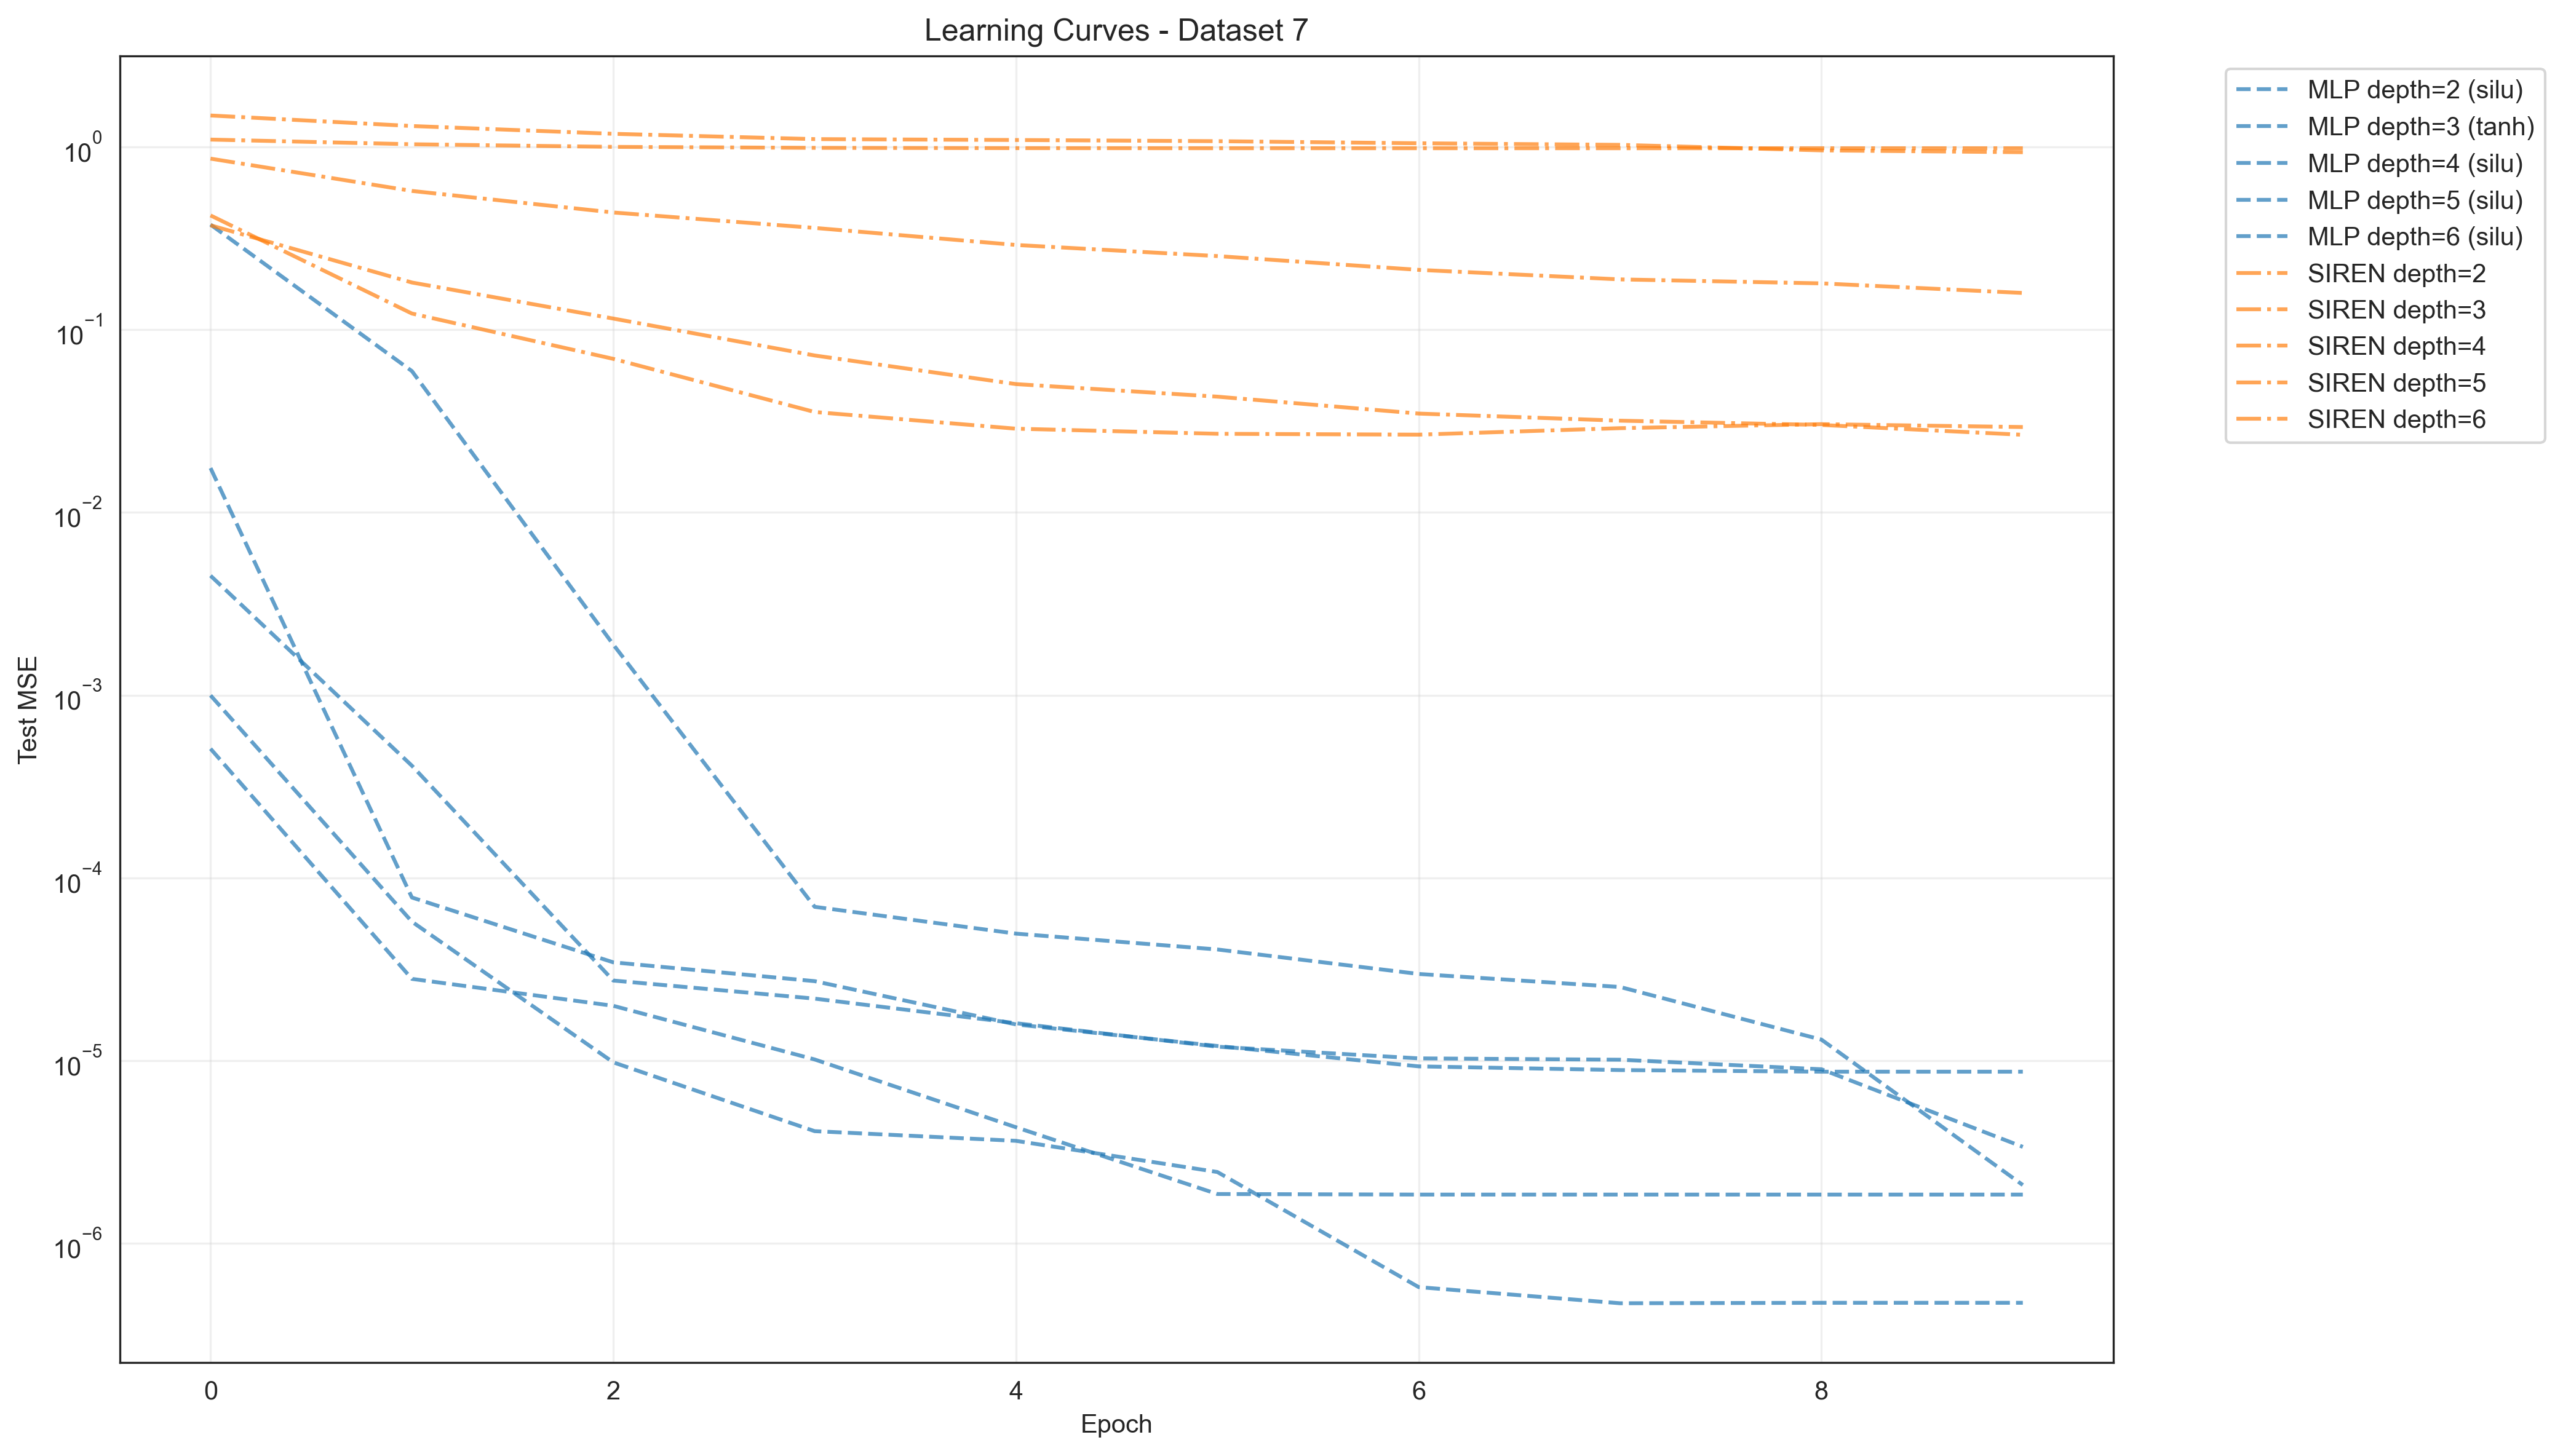 Learning Curves - Dataset 7
Test MSE
10⁰
10⁻¹
10⁻²
10⁻³
10⁻⁴
10⁻⁵
10⁻⁶
0 2 4 6 8
Epoch
MLP depth=2 (silu)
MLP depth=3 (tanh)
MLP depth=4 (silu)
MLP depth=5 (silu)
MLP depth=6 (silu)
SIREN depth=2
SIREN depth=3
SIREN depth=4
SIREN depth=5
SIREN depth=6